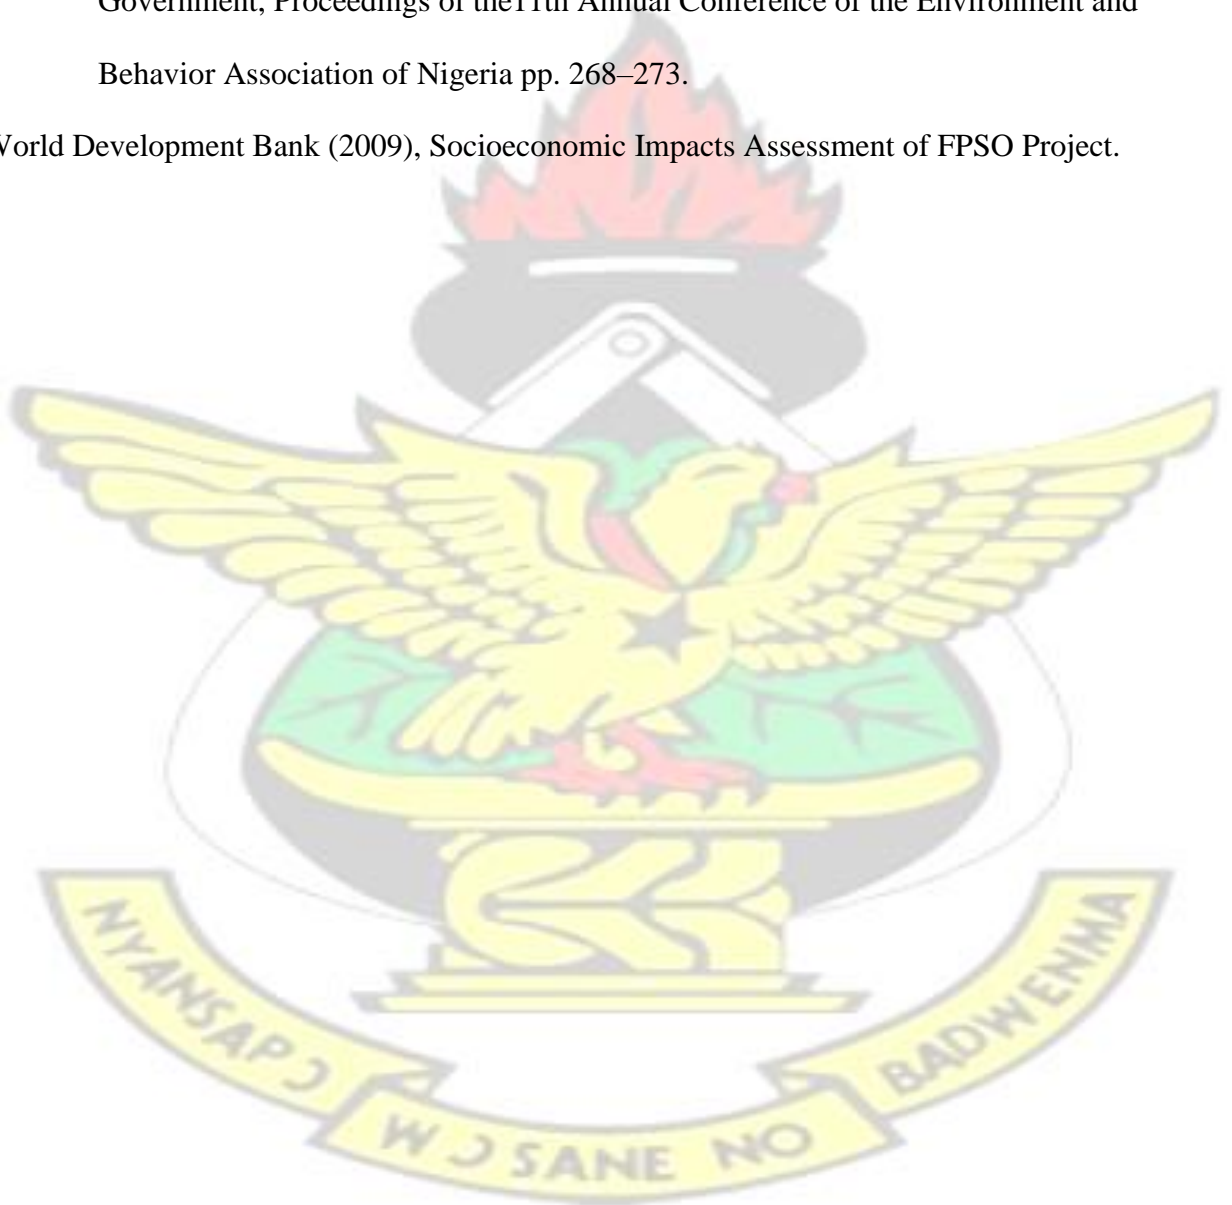 Government, Proceedings of the11th Annual Conference of the Environment and
Behavior Association of Nigeria pp. 268–273.
World Development Bank (2009), Socioeconomic Impacts Assessment of FPSO Project.
NYANSAPƆ
WƆSANE NO
BADWENMA